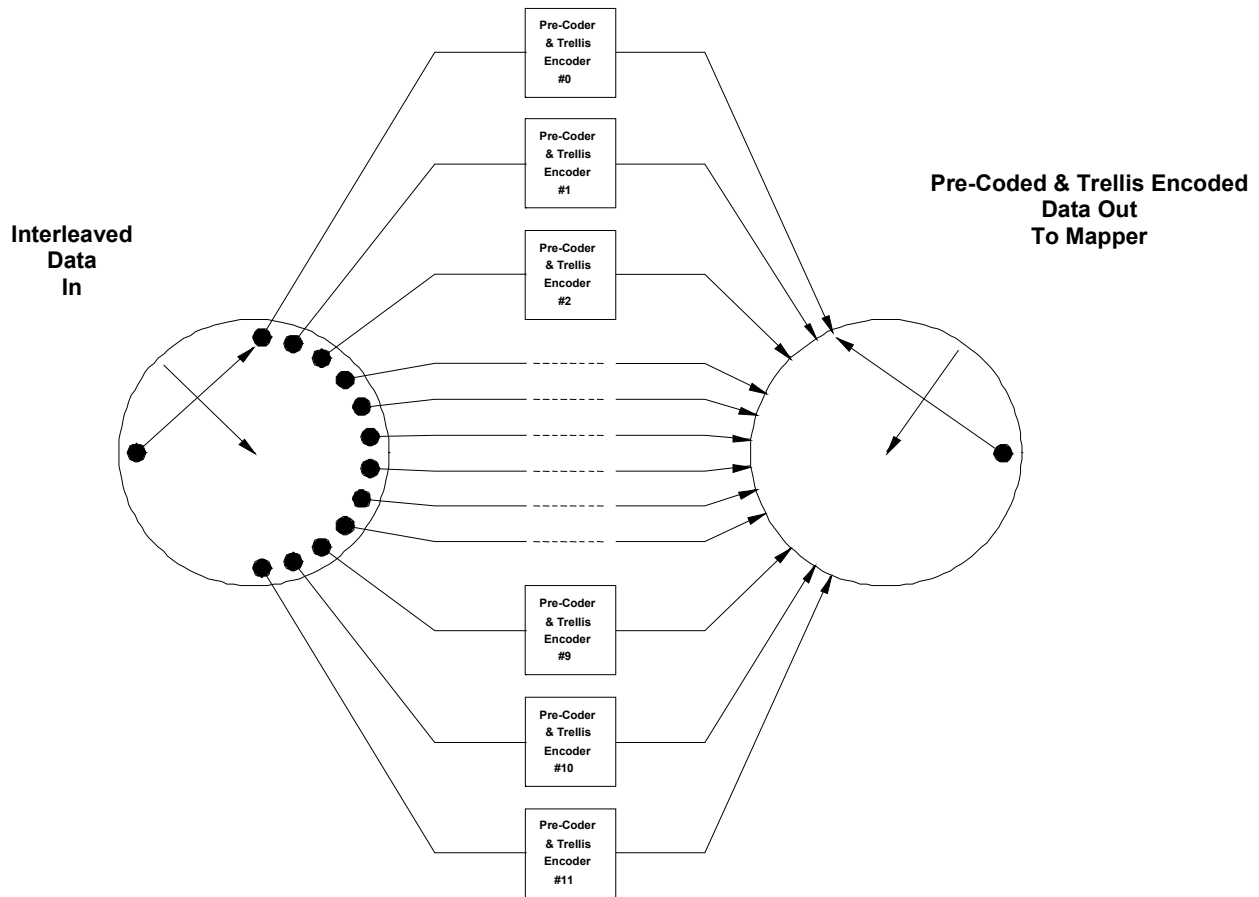 Pre-Coder
& Trellis
Encoder
#0
Pre-Coder
& Trellis
Encoder
#1
Pre-Coded & Trellis Encoded
Data Out
To Mapper
Interleaved
Data
In
Pre-Coder
& Trellis
Encoder
#2
Pre-Coder
& Trellis
Encoder
#9
Pre-Coder
& Trellis
Encoder
#10
Pre-Coder
& Trellis
Encoder
#11